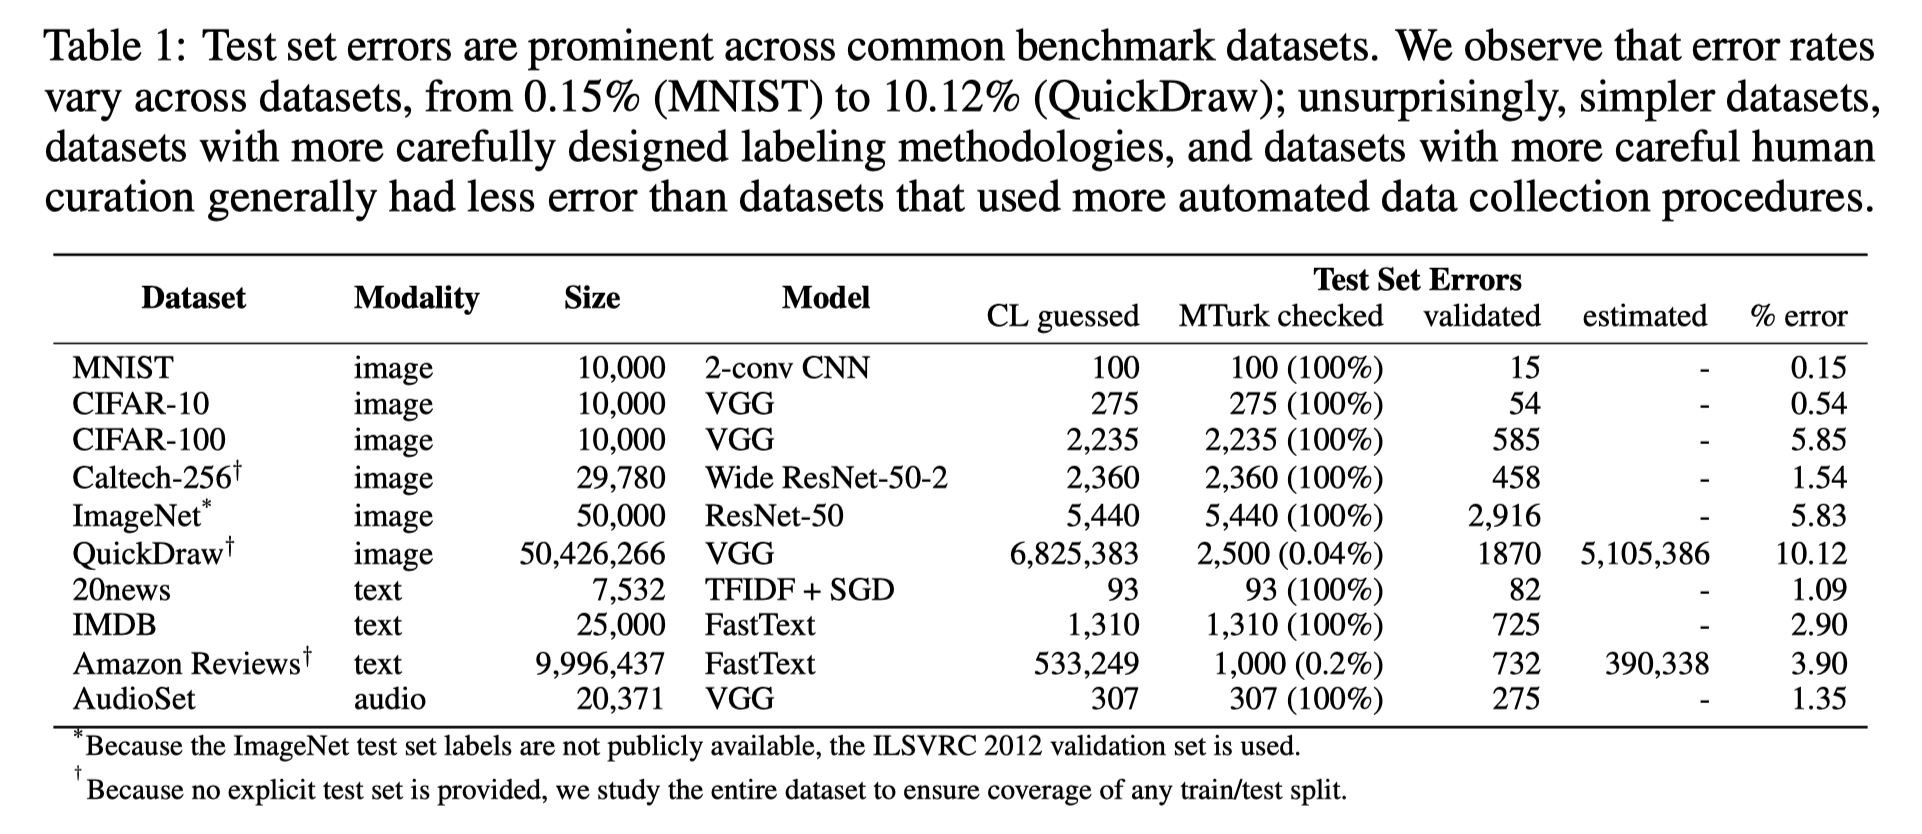 Table 1: Test set errors are prominent across common benchmark datasets. We observe that error rates
vary across datasets, from 0.15% (MNIST) to 10.12% (QuickDraw); unsurprisingly, simpler datasets,
datasets with more carefully designed labeling methodologies, and datasets with more careful human
curation generally had less error than datasets that used more automated data collection procedures.
Test Set Errors
Dataset Modality Size Model CL guessed MTurk checked validated estimated % error
MNIST image 10,000 2-conv CNN 100 100 (100%) 15 - 0.15
CIFAR-10 image 10,000 VGG 275 275 (100%) 54 - 0.54
CIFAR-100 image 10,000 VGG 2,235 2,235 (100%) 585 - 5.85
Caltech-256† image 29,780 Wide ResNet-50-2 2,360 2,360 (100%) 458 - 1.54
ImageNet* image 50,000 ResNet-50 5,440 5,440 (100%) 2,916 - 5.83
QuickDraw† image 50,426,266 VGG 6,825,383 2,500 (0.04%) 1870 5,105,386 10.12
20news text 7,532 TFIDF + SGD 93 93 (100%) 82 - 1.09
IMDB text 25,000 FastText 1,310 1,310 (100%) 725 - 2.90
Amazon Reviews† text 9,996,437 FastText 533,249 1,000 (0.2%) 732 390,338 3.90
AudioSet audio 20,371 VGG 307 307 (100%) 275 - 1.35
*Because the ImageNet test set labels are not publicly available, the ILSVRC 2012 validation set is used.
†Because no explicit test set is provided, we study the entire dataset to ensure coverage of any train/test split.